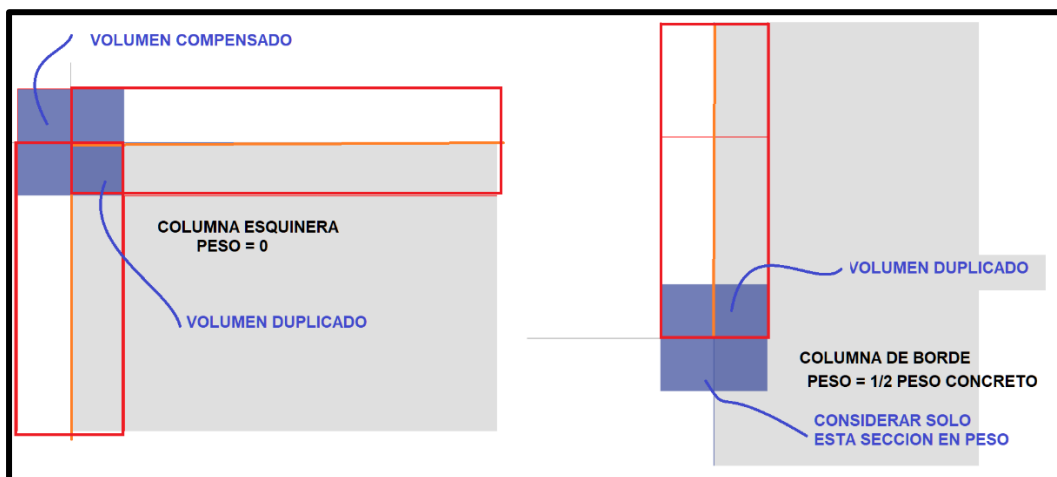 VOLUMEN COMPENSADO
COLUMNA ESQUINERA
PESO = 0
VOLUMEN DUPLICADO
VOLUMEN DUPLICADO
COLUMNA DE BORDE
PESO = 1/2 PESO CONCRETO
CONSIDERAR SOLO
ESTA SECCION EN PESO